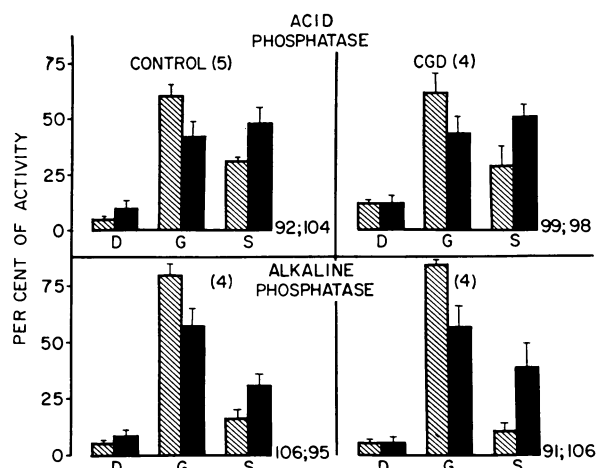 ACID
PHOSPHATASE
CONTROL (5)
CGD (4)
PER CENT OF ACTIVITY
75
50
25
0
D G S 92;104
D G S 99;98
ALKALINE
PHOSPHATASE
(4)
(4)
75
50
25
0
D G S 106;95
D G S 91;106